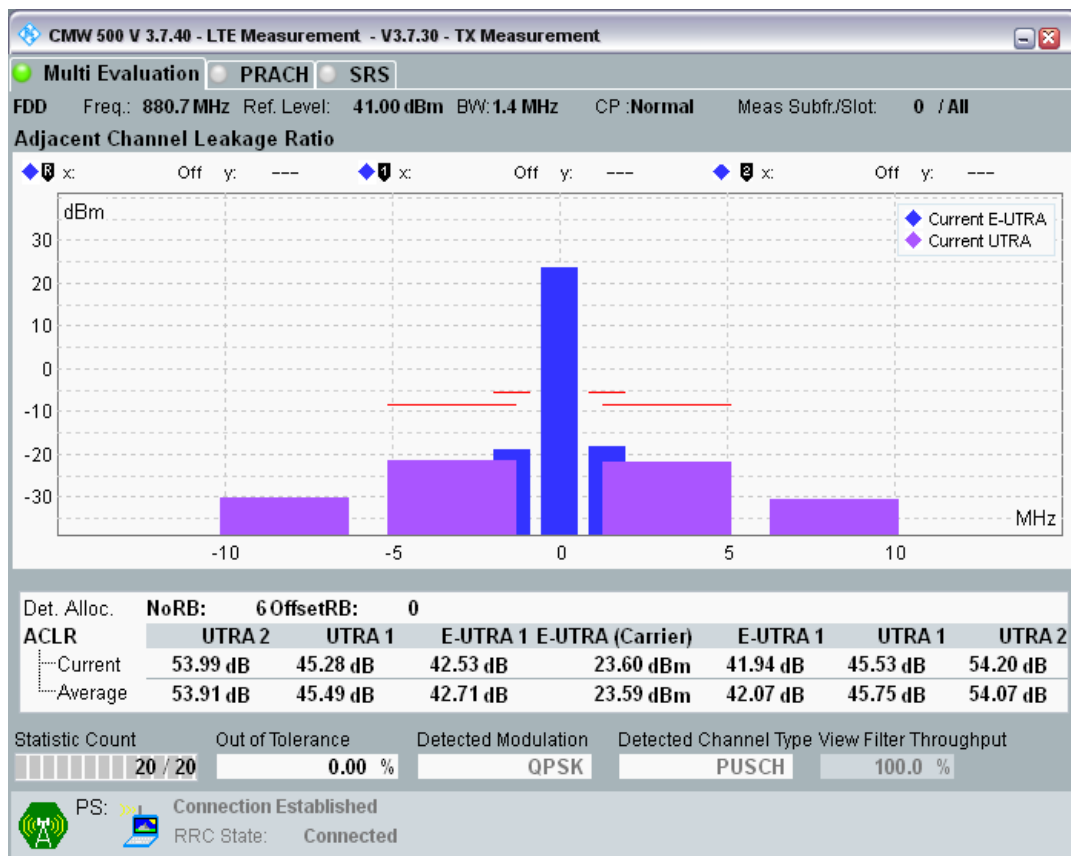 CMW 500 V 3.7.40 - LTE Measurement - V3.7.30 - TX Measurement
Multi Evaluation PRACH SRS
FDD Freq.: 880.7 MHz Ref. Level: 41.00 dBm BW: 1.4 MHz CP :Normal Meas Subfr./Slot: 0 / All
Adjacent Channel Leakage Ratio
R x: Off y: --- 1 x: Off y: --- 2 x: Off y: ---
dBm
Current E-UTRA
Current UTRA
30
20
10
0
-10
-20
-30
MHz
-10 -5 0 5 10
Det. Alloc. NoRB: 6 OffsetRB: 0
ACLR UTRA 2 UTRA 1 E-UTRA 1 E-UTRA (Carrier) E-UTRA 1 UTRA 1 UTRA 2
Current 53.99 dB 45.28 dB 42.53 dB 23.60 dBm 41.94 dB 45.53 dB 54.20 dB
Average 53.91 dB 45.49 dB 42.71 dB 23.59 dBm 42.07 dB 45.75 dB 54.07 dB
Statistic Count Out of Tolerance Detected Modulation Detected Channel Type View Filter Throughput
20 / 20 0.00 % QPSK PUSCH 100.0 %
PS: Connection Established
RRC State: Connected